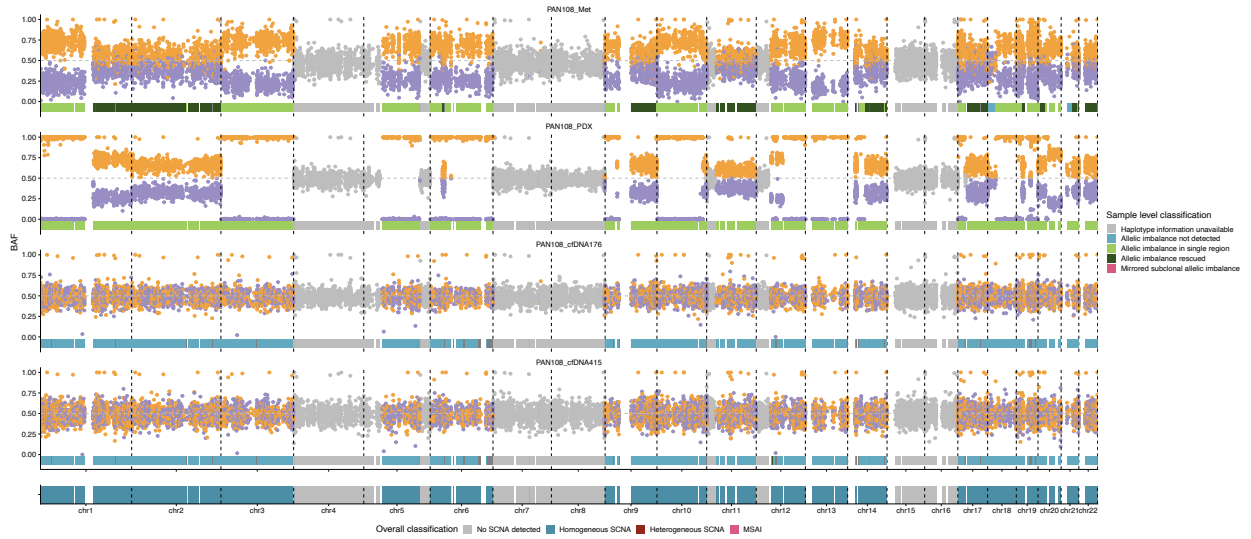 PAN108_Met
1.00
0.75
0.50
0.25
0.00
PAN108_PDX
1.00
0.75
0.50
0.25
0.00
PAN108_cfDNA176
1.00
0.75
0.50
0.25
0.00
PAN108_cfDNA415
1.00
0.75
0.50
0.25
0.00
BAF
chr1 chr2 chr3 chr4 chr5 chr6 chr7 chr8 chr9 chr10 chr11 chr12 chr13 chr14 chr15 chr16 chr17 chr18 chr19 chr20 chr21 chr22
Sample level classification
Haplotype information unavailable
Allelic imbalance not detected
Allelic imbalance in single region
Allelic imbalance rescued
Mirrored subclonal allelic imbalance
Overall classification No SCNA detected Homogeneous SCNA Heterogeneous SCNA MSAI